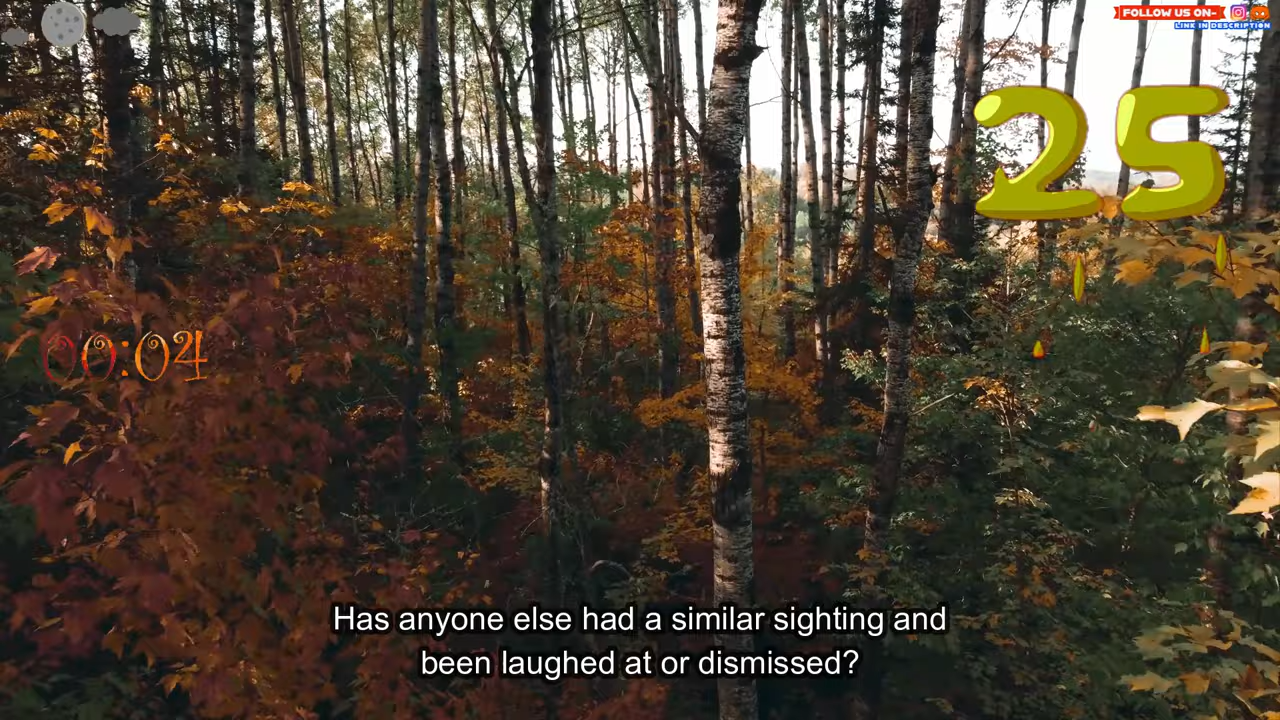 FOLLOW US ON-
LINK IN DESCRIPTION
25
00:04
Has anyone else had a similar sighting and
been laughed at or dismissed?